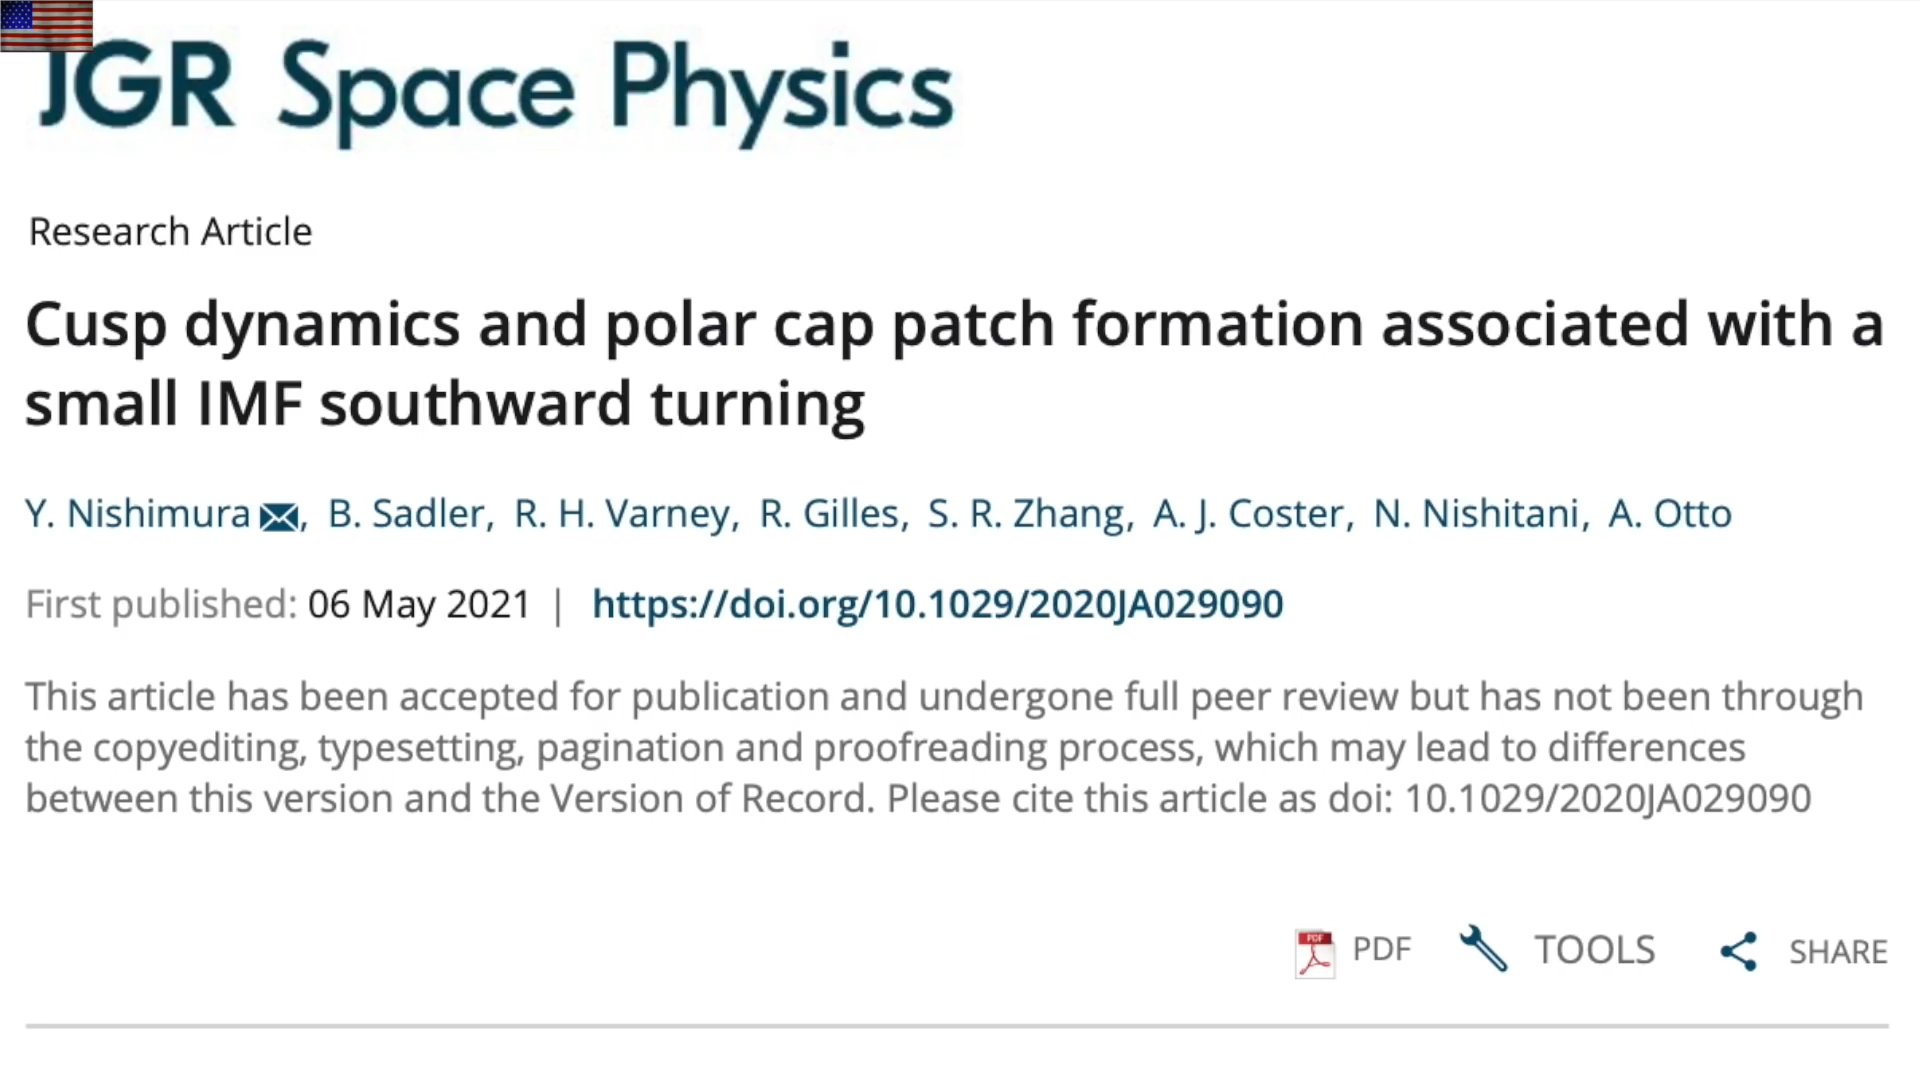 JGR Space Physics
Research Article
Cusp dynamics and polar cap patch formation associated with a
small IMF southward turning
Y. Nishimura, B. Sadler, R. H. Varney, R. Gilles, S. R. Zhang, A. J. Coster, N. Nishitani, A. Otto
First published: 06 May 2021 | https://doi.org/10.1029/2020JA029090
This article has been accepted for publication and undergone full peer review but has not been through
the copyediting, typesetting, pagination and proofreading process, which may lead to differences
between this version and the Version of Record. Please cite this article as doi: 10.1029/2020JA029090
PDF PDF TOOLS SHARE